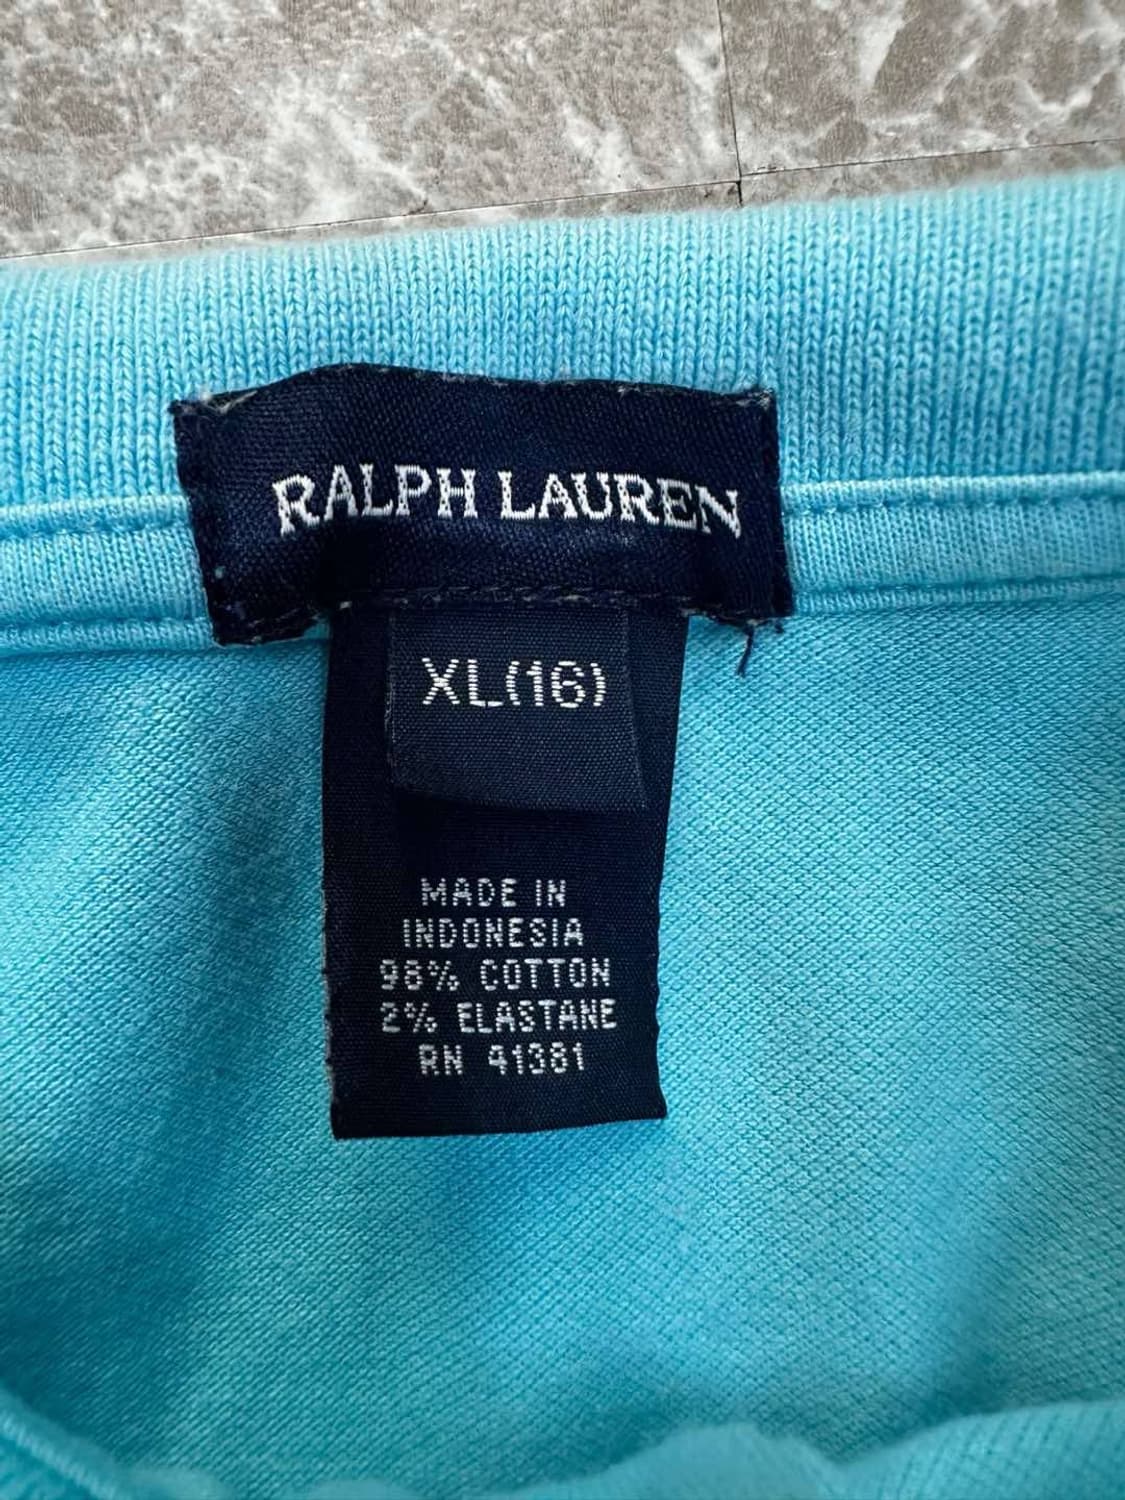 RALPH LAUREN
XL(16)
MADE IN
INDONESIA
98% COTTON
2% ELASTANE
RN 41381